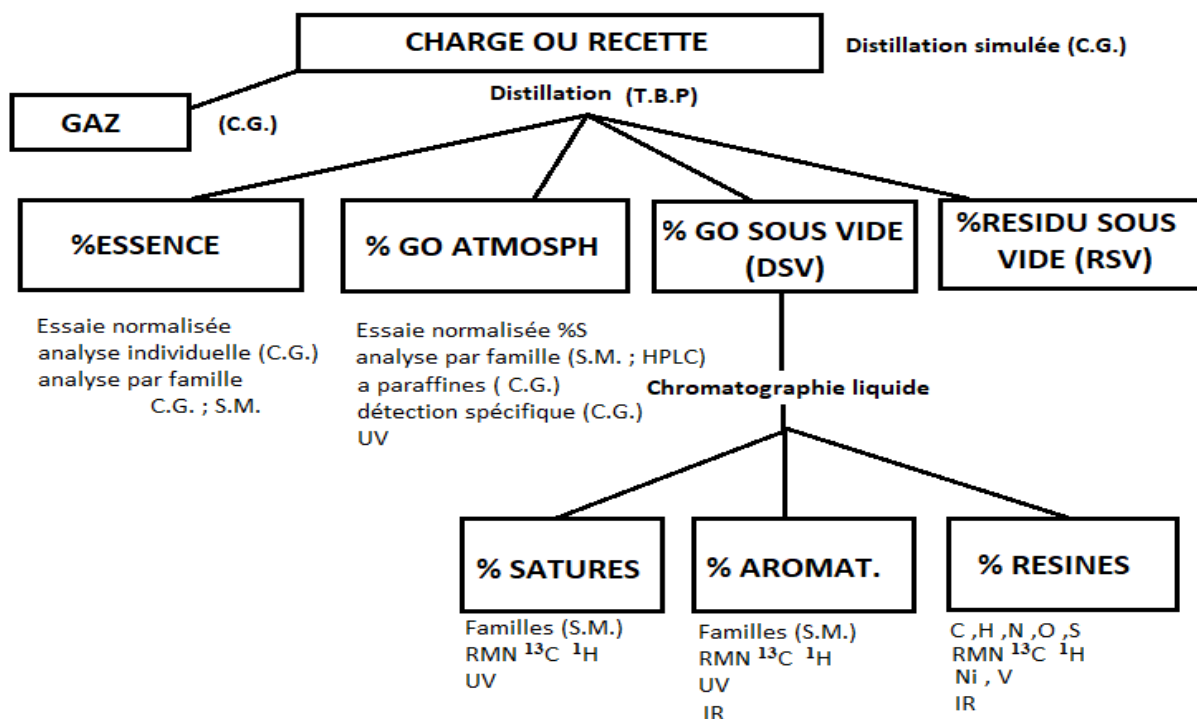 CHARGE OU RECETTE
Distillation simulée (C.G.)
GAZ
(C.G.)
Distillation (T.B.P)
%ESSENCE
% GO ATMOSPH
% GO SOUS VIDE
(DSV)
%RESIDU SOUS
VIDE (RSV)
Essaie normalisée
analyse individuelle (C.G.)
analyse par famille
C.G. ; S.M.
Essaie normalisée %S
analyse par famille (S.M. ; HPLC)
a paraffines ( C.G.)
détection spécifique (C.G.)
UV
Chromatographie liquide
% SATURES
% AROMAT.
% RESINES
Familles (S.M.)
RMN ¹³C ¹H
UV
Familles (S.M.)
RMN ¹³C ¹H
UV
IR
C ,H ,N ,O ,S
RMN ¹³C ¹H
Ni , V
IR